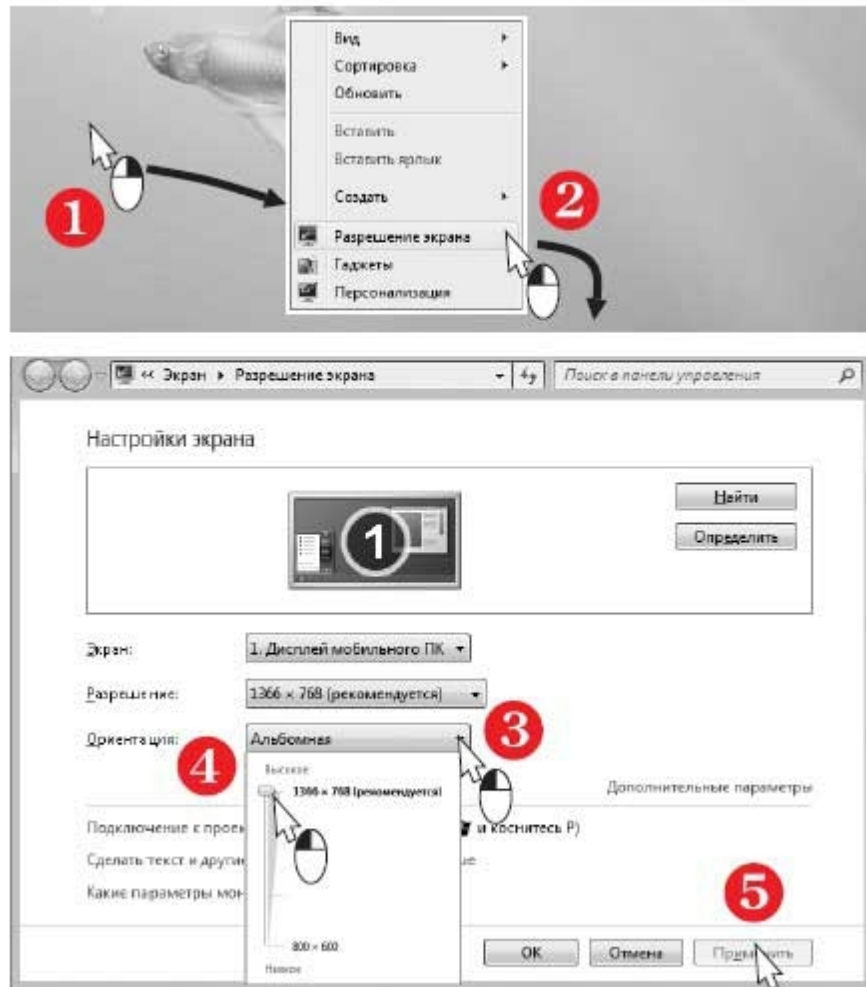 Вид
Сортировка
Обновить
Вставить
Вставить ярлык
Создать
1
2
Разрешение экрана
Гаджеты
Персонализация
« Экран ▸ Разрешение экрана
Поиск в панели управления
Настройки экрана
1
Найти
Определить
Экран: 1. Дисплей мобильного ПК
Разрешение: 1366 × 768 (рекомендуется)
Ориентация: Альбомная
3
4
Высокое
1366 × 768 (рекомендуется)
Дополнительные параметры
Подключение к проек и коснитесь P)
Сделать текст и други ые
Какие параметры мон
5
800 × 600
Низкое
OK Отмена Применить